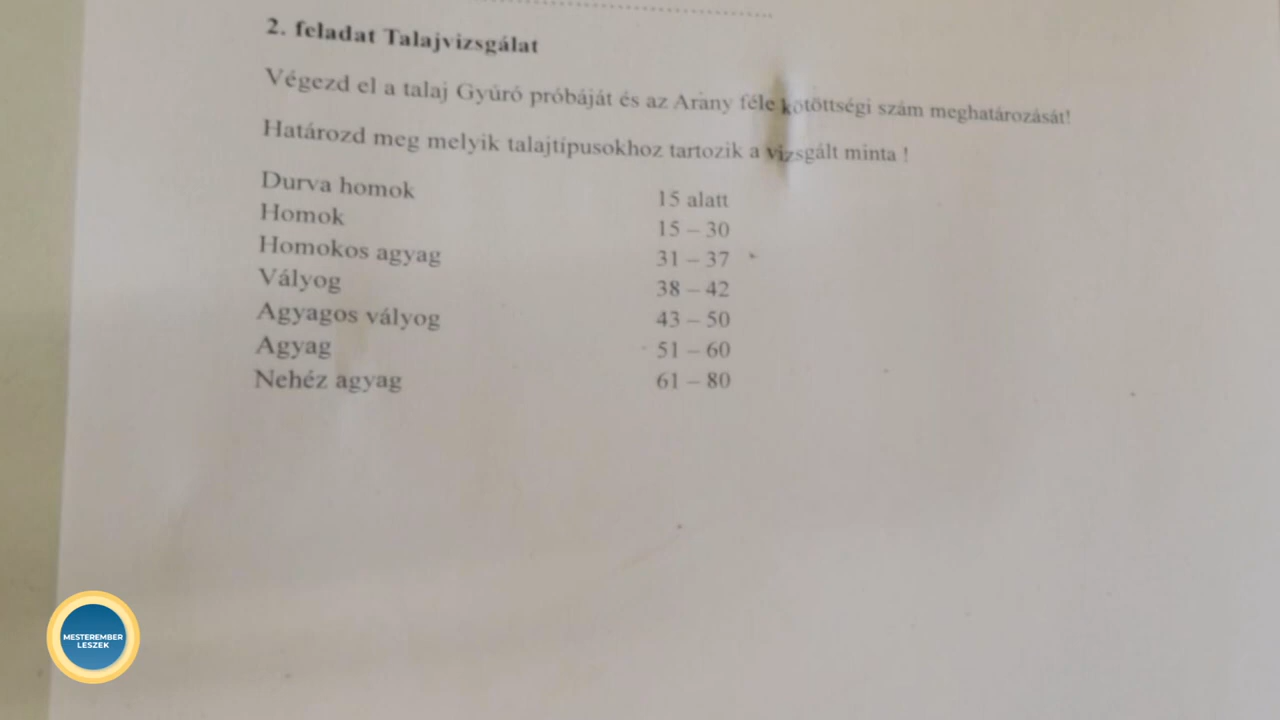 2. feladat Talajvizsgálat
Végezd el a talaj Gyúró próbáját és az Arany féle kötöttségi szám meghatározását!
Határozd meg melyik talajtípusokhoz tartozik a vizsgált minta !
Durva homok 15 alatt
Homok 15 – 30
Homokos agyag 31 – 37
Vályog 38 – 42
Agyagos vályog 43 – 50
Agyag 51 – 60
Nehéz agyag 61 – 80
MESTEREMBER
LESZEK